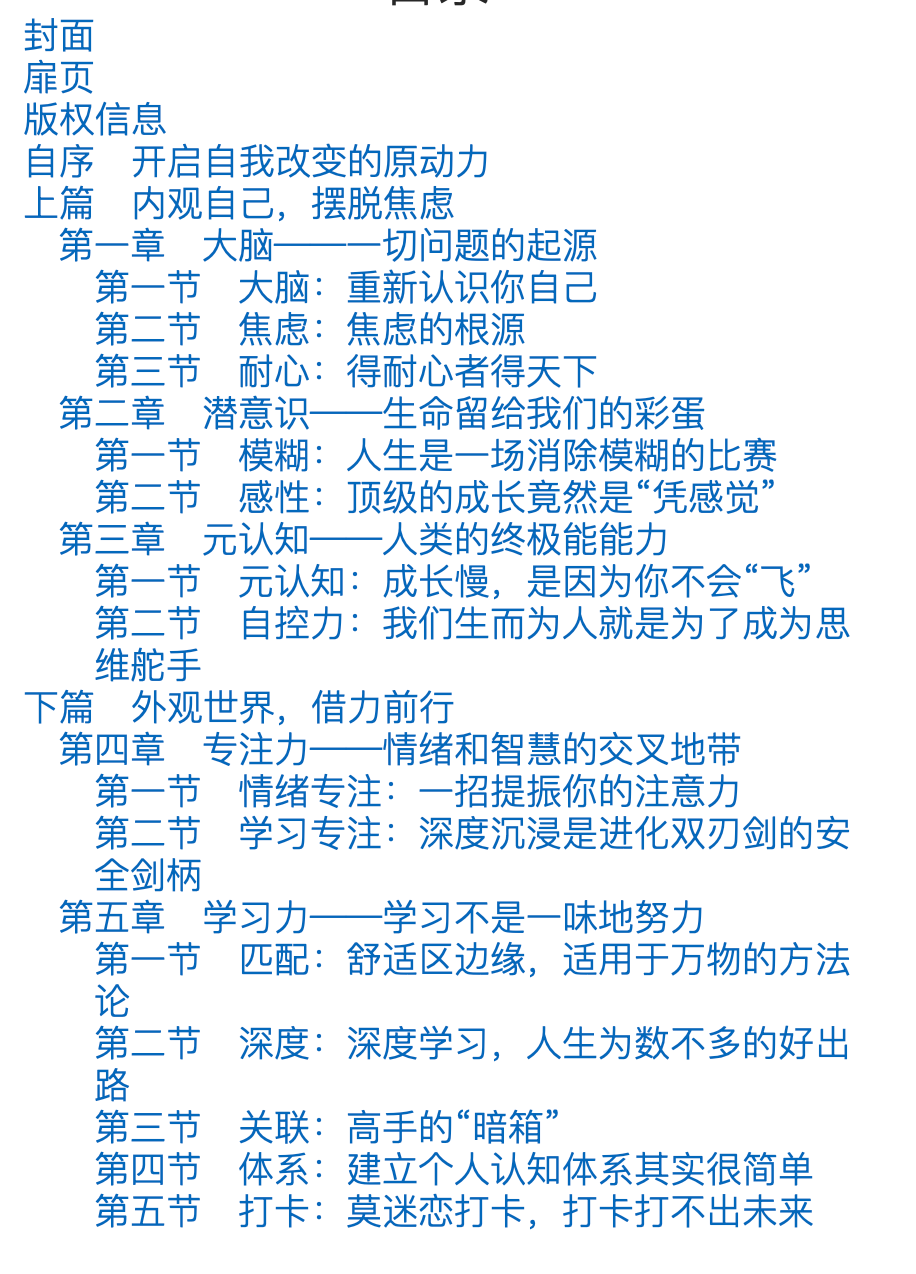 封面
扉页
版权信息
自序 开启自我改变的原动力
上篇 内观自己，摆脱焦虑
第一章 大脑——一切问题的起源
第一节 大脑：重新认识你自己
第二节 焦虑：焦虑的根源
第三节 耐心：得耐心者得天下
第二章 潜意识——生命留给我们的彩蛋
第一节 模糊：人生是一场消除模糊的比赛
第二节 感性：顶级的成长竟然是“凭感觉”
第三章 元认知——人类的终极能能力
第一节 元认知：成长慢，是因为你不会“飞”
第二节 自控力：我们生而为人就是为了成为思
维舵手
下篇 外观世界，借力前行
第四章 专注力——情绪和智慧的交叉地带
第一节 情绪专注：一招提振你的注意力
第二节 学习专注：深度沉浸是进化双刃剑的安
全剑柄
第五章 学习力——学习不是一味地努力
第一节 匹配：舒适区边缘，适用于万物的方法
论
第二节 深度：深度学习，人生为数不多的好出
路
第三节 关联：高手的“暗箱”
第四节 体系：建立个人认知体系其实很简单
第五节 打卡：莫迷恋打卡，打卡打不出未来